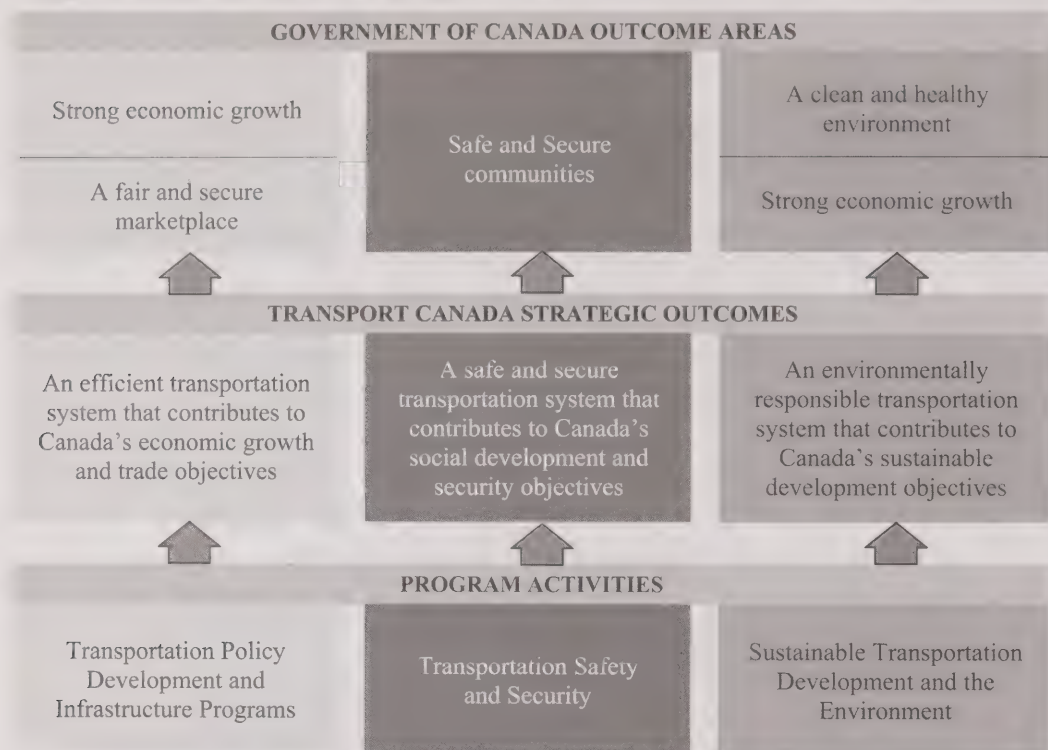 GOVERNMENT OF CANADA OUTCOME AREAS
Strong economic growth
A fair and secure
marketplace
Safe and Secure
communities
A clean and healthy
environment
Strong economic growth
TRANSPORT CANADA STRATEGIC OUTCOMES
An efficient transportation
system that contributes to
Canada's economic growth
and trade objectives
A safe and secure
transportation system that
contributes to Canada's
social development and
security objectives
An environmentally
responsible transportation
system that contributes to
Canada's sustainable
development objectives
PROGRAM ACTIVITIES
Transportation Policy
Development and
Infrastructure Programs
Transportation Safety
and Security
Sustainable Transportation
Development and the
Environment